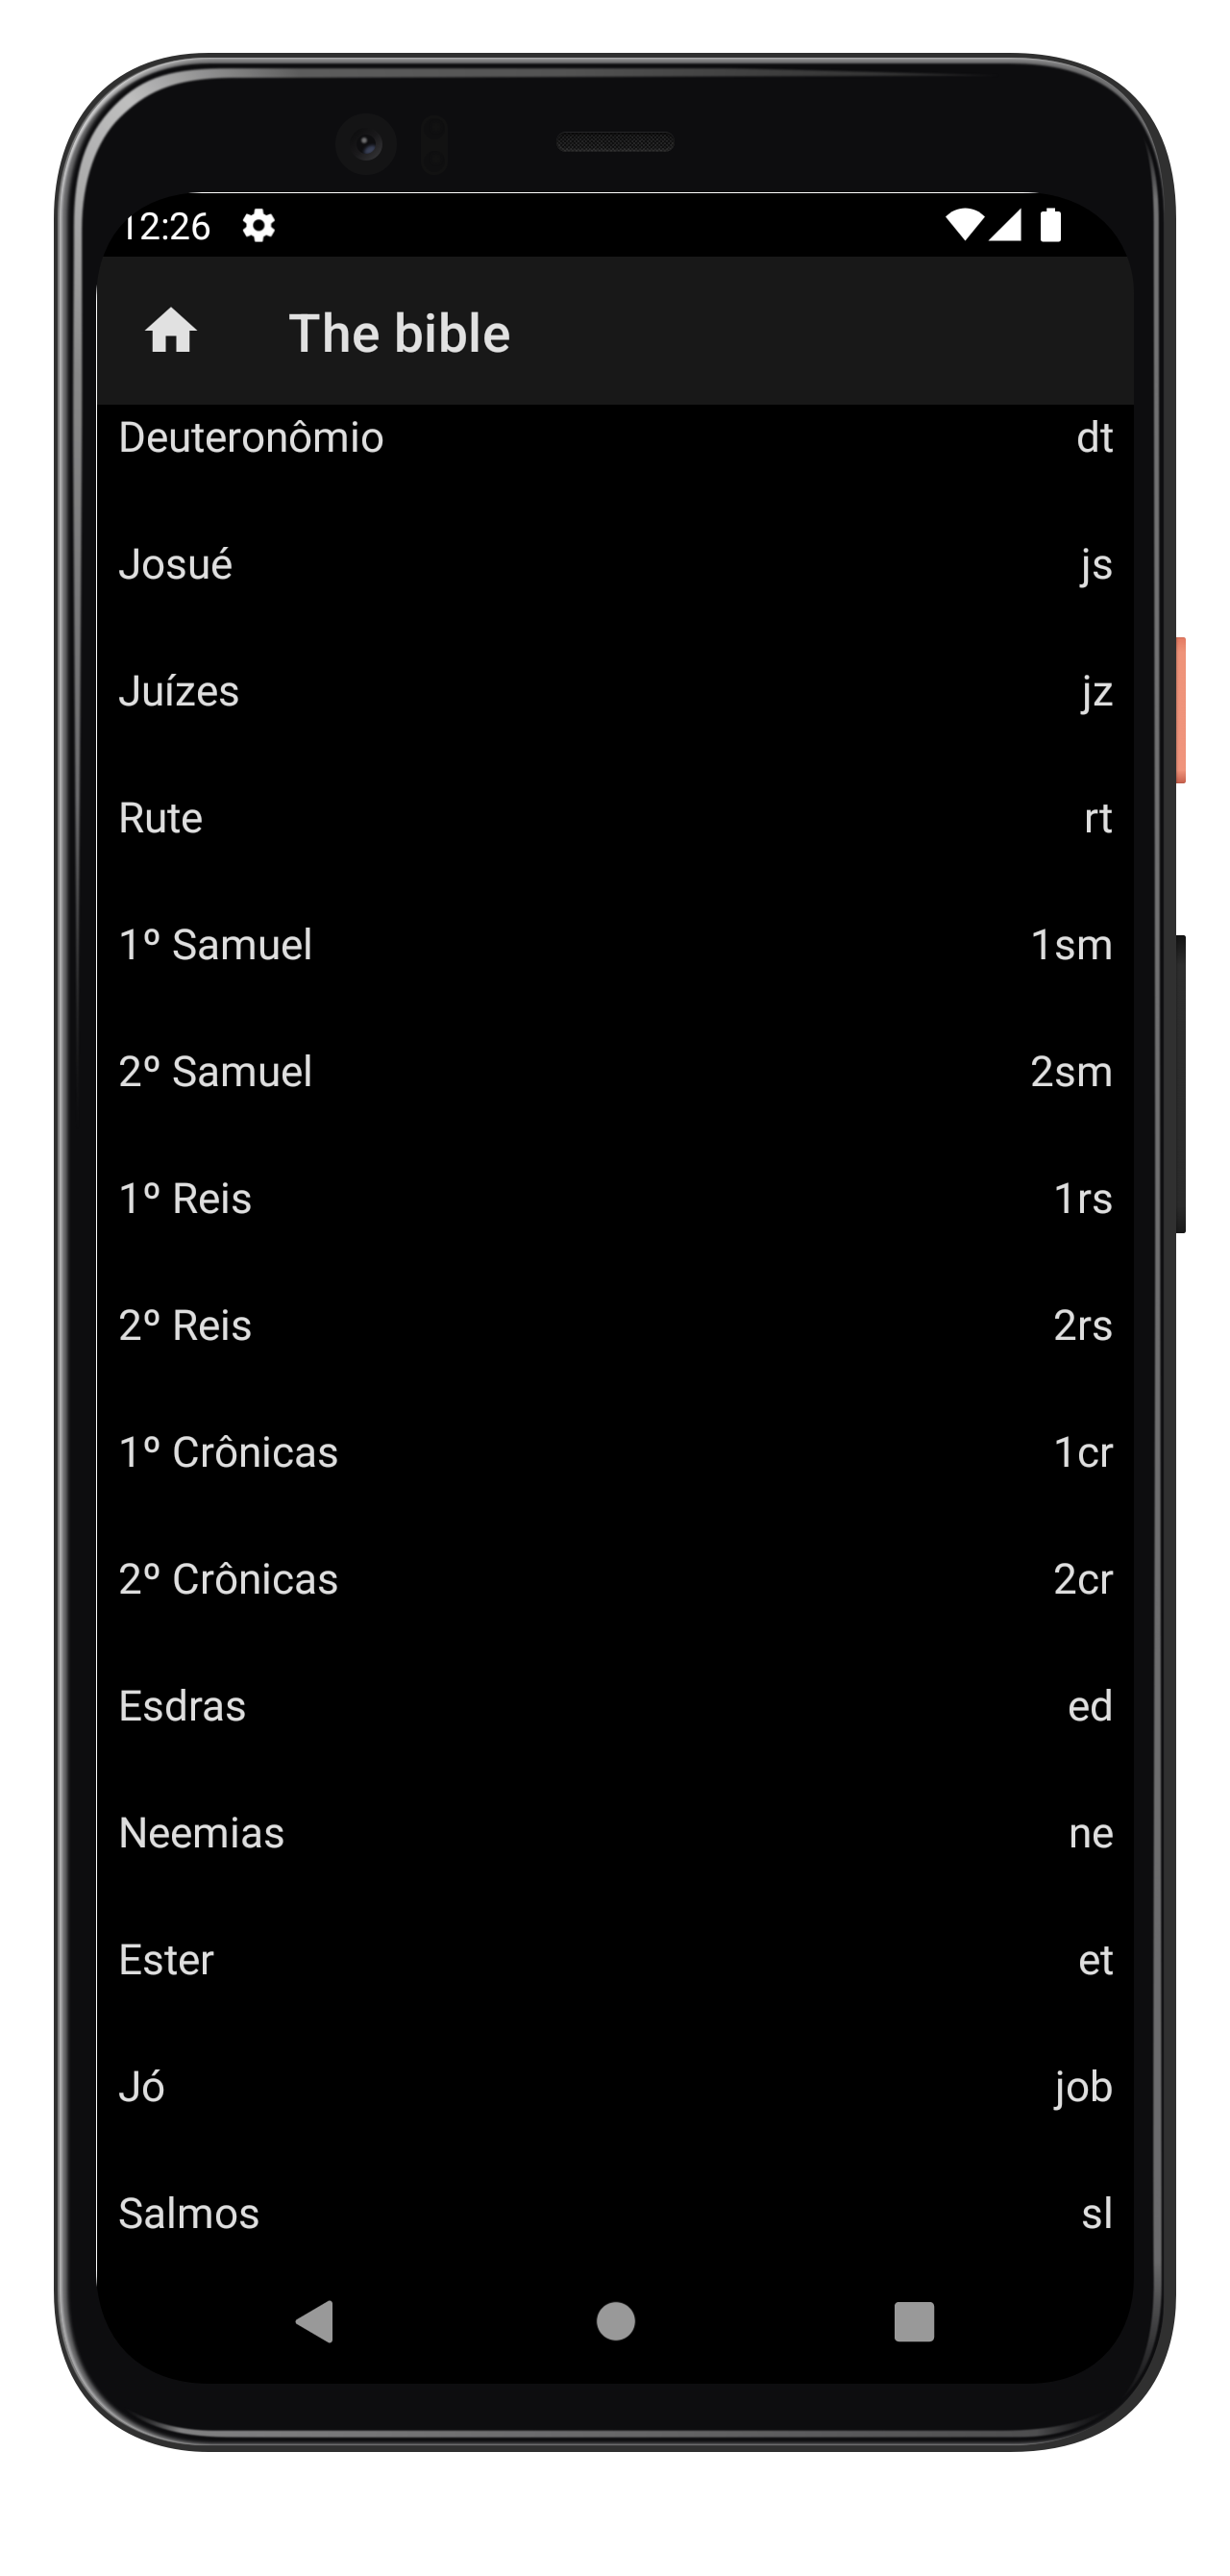 12:26
The bible
Deuteronômio dt
Josué js
Juízes jz
Rute rt
1º Samuel 1sm
2º Samuel 2sm
1º Reis 1rs
2º Reis 2rs
1º Crônicas 1cr
2º Crônicas 2cr
Esdras ed
Neemias ne
Ester et
Jó job
Salmos sl